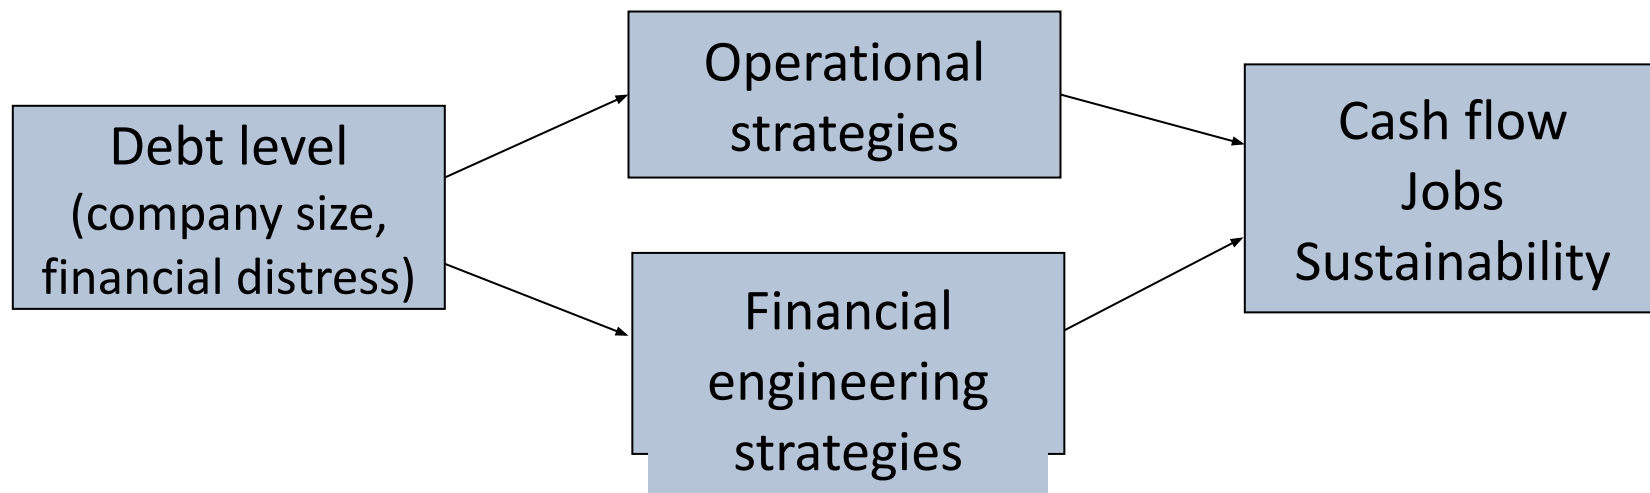 Debt level
(company size,
financial distress)
Operational
strategies
Financial
engineering
strategies
Cash flow
Jobs
Sustainability